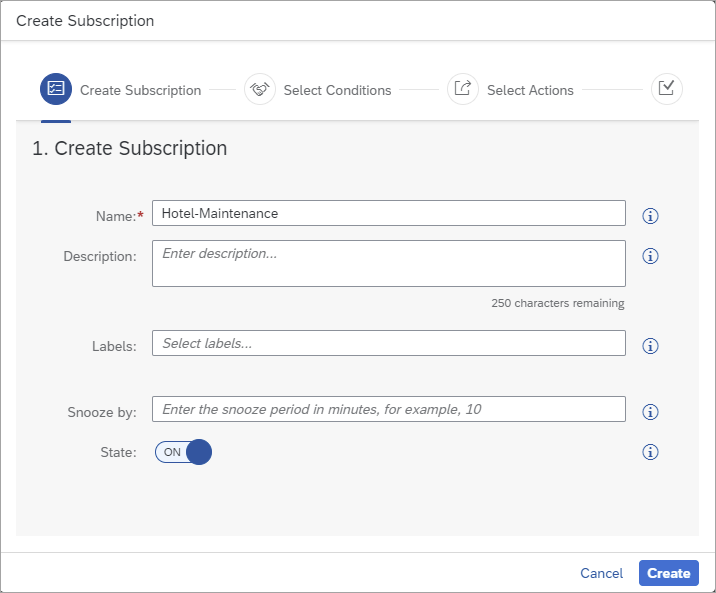 Create Subscription
Create Subscription
Select Conditions
Select Actions
1. Create Subscription
Name:* Hotel-Maintenance
Description: Enter description...
250 characters remaining
Labels: Select labels...
Snooze by: Enter the snooze period in minutes, for example, 10
State: ON
Cancel Create